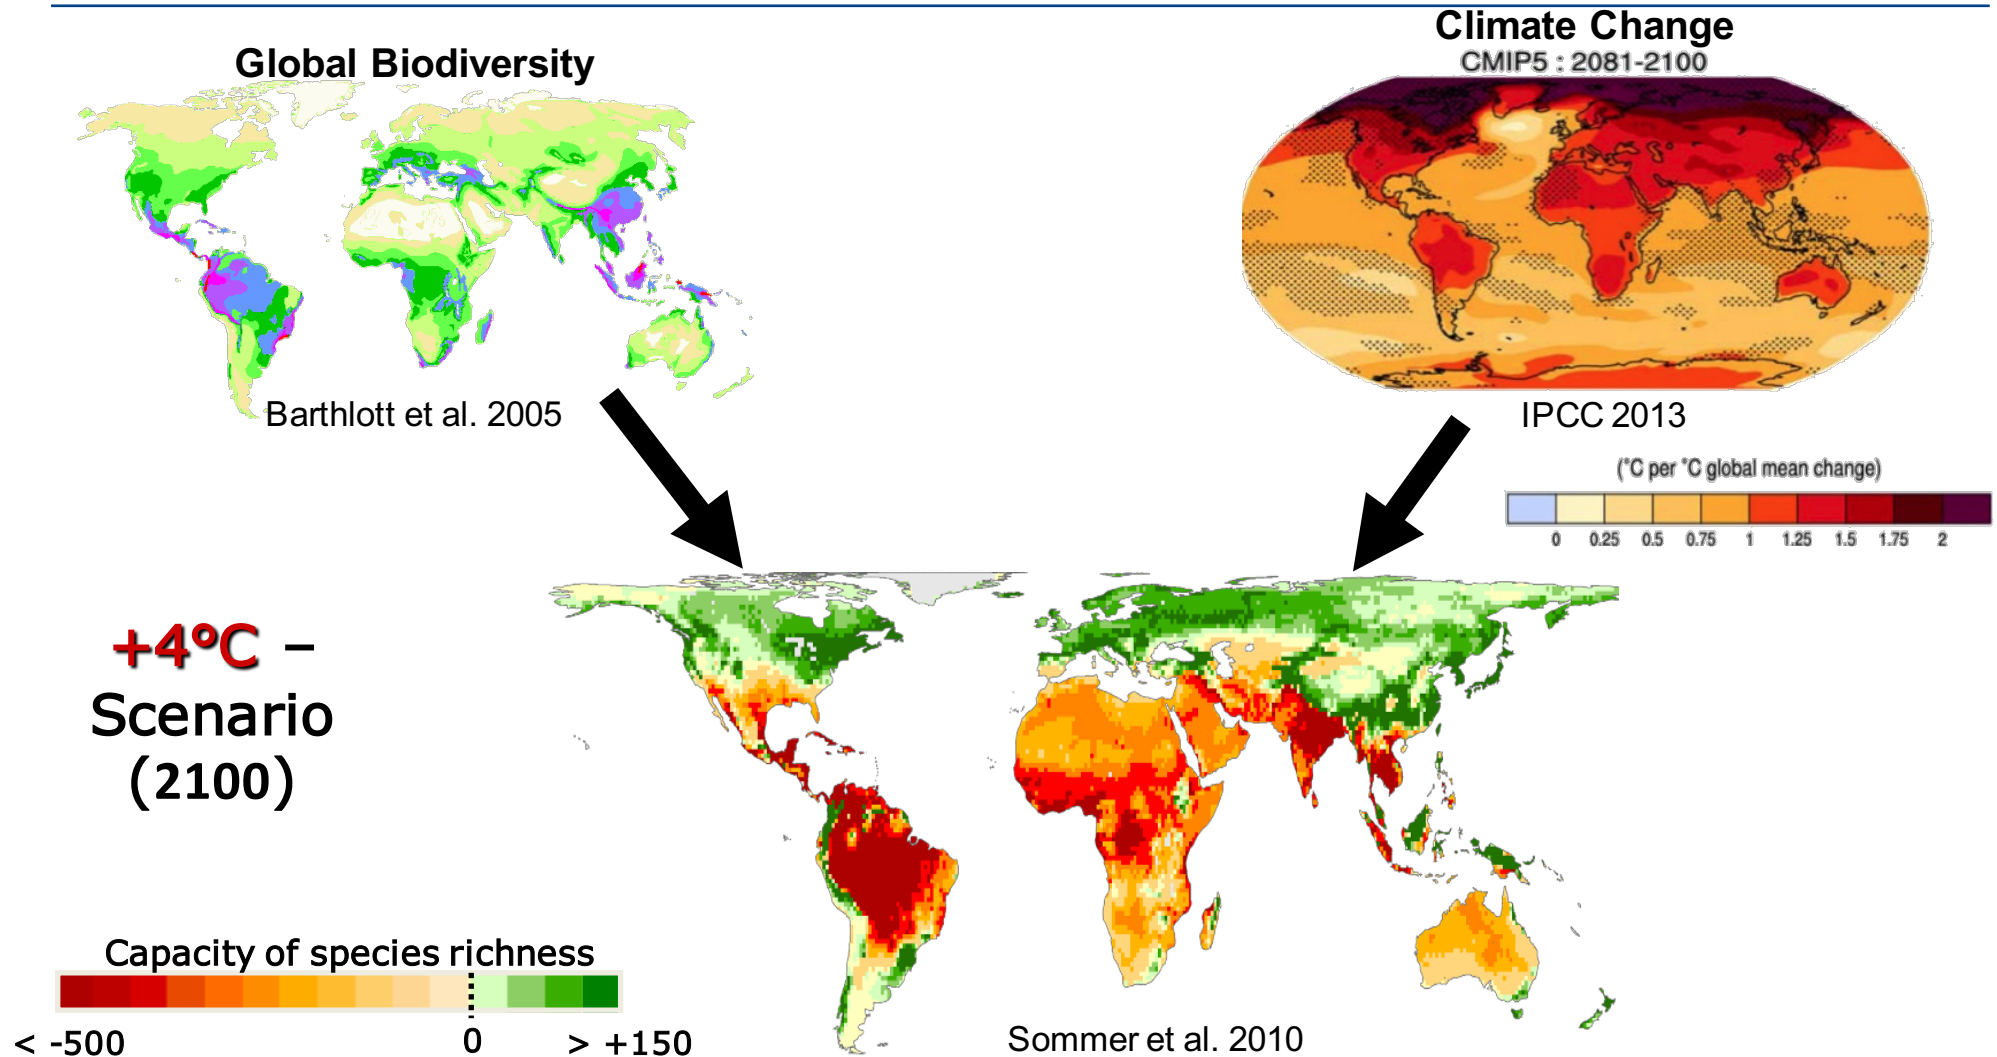 Global Biodiversity
Barthlott et al. 2005
Climate Change
CMIP5 : 2081-2100
IPCC 2013
(°C per °C global mean change)
0 0.25 0.5 0.75 1 1.25 1.5 1.75 2
+4°C –
Scenario
(2100)
Capacity of species richness
< -500 0 > +150
Sommer et al. 2010